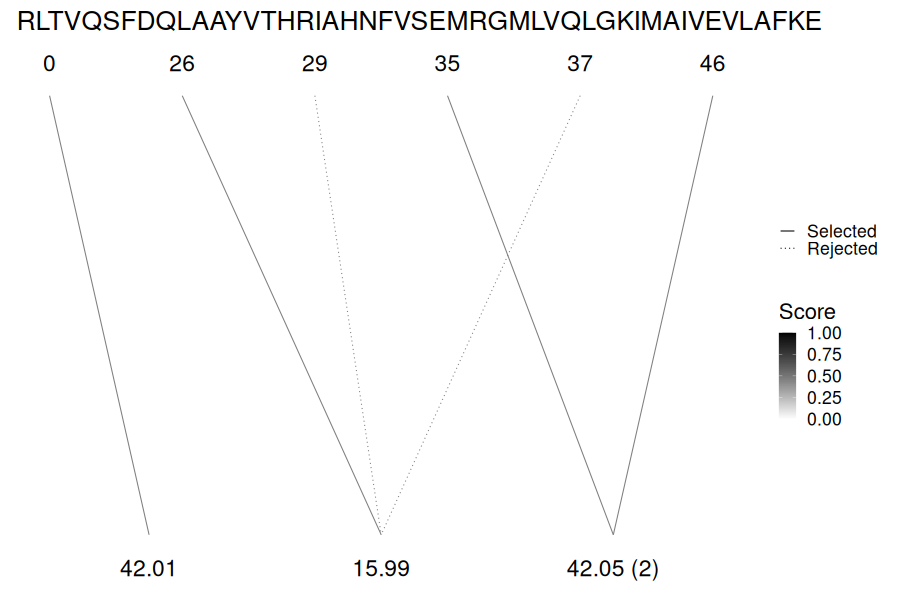 RLTVQSFDQLAAYVTHRIAHNFVSEMRGMLVQLGKIMAIVEVLAFKE
0 26 29 35 37 46
Selected
Rejected
Score
1.00
0.75
0.50
0.25
0.00
42.01 15.99 42.05 (2)